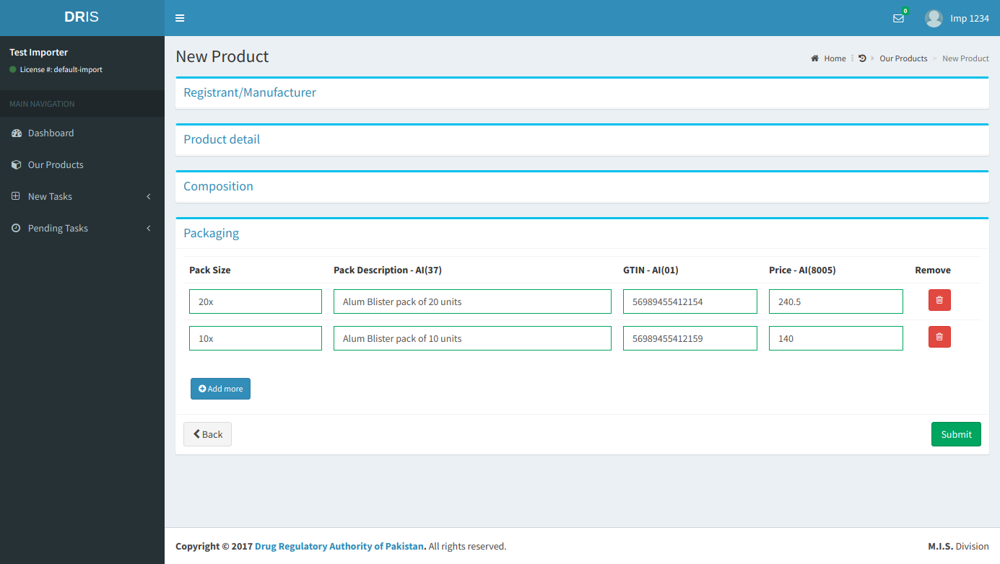 DRIS
0
Imp 1234
Test Importer
License #: default-import
MAIN NAVIGATION
Dashboard
Our Products
New Tasks
Pending Tasks
New Product
Home Our Products > New Product
Registrant/Manufacturer
Product detail
Composition
Packaging
Pack Size Pack Description - AI(37) GTIN - AI(01) Price - AI(8005) Remove
20x Alum Blister pack of 20 units 56989455412154 240.5
10x Alum Blister pack of 10 units 56989455412159 140
Add more
Back Submit
Copyright © 2017 Drug Regulatory Authority of Pakistan. All rights reserved. M.I.S. Division